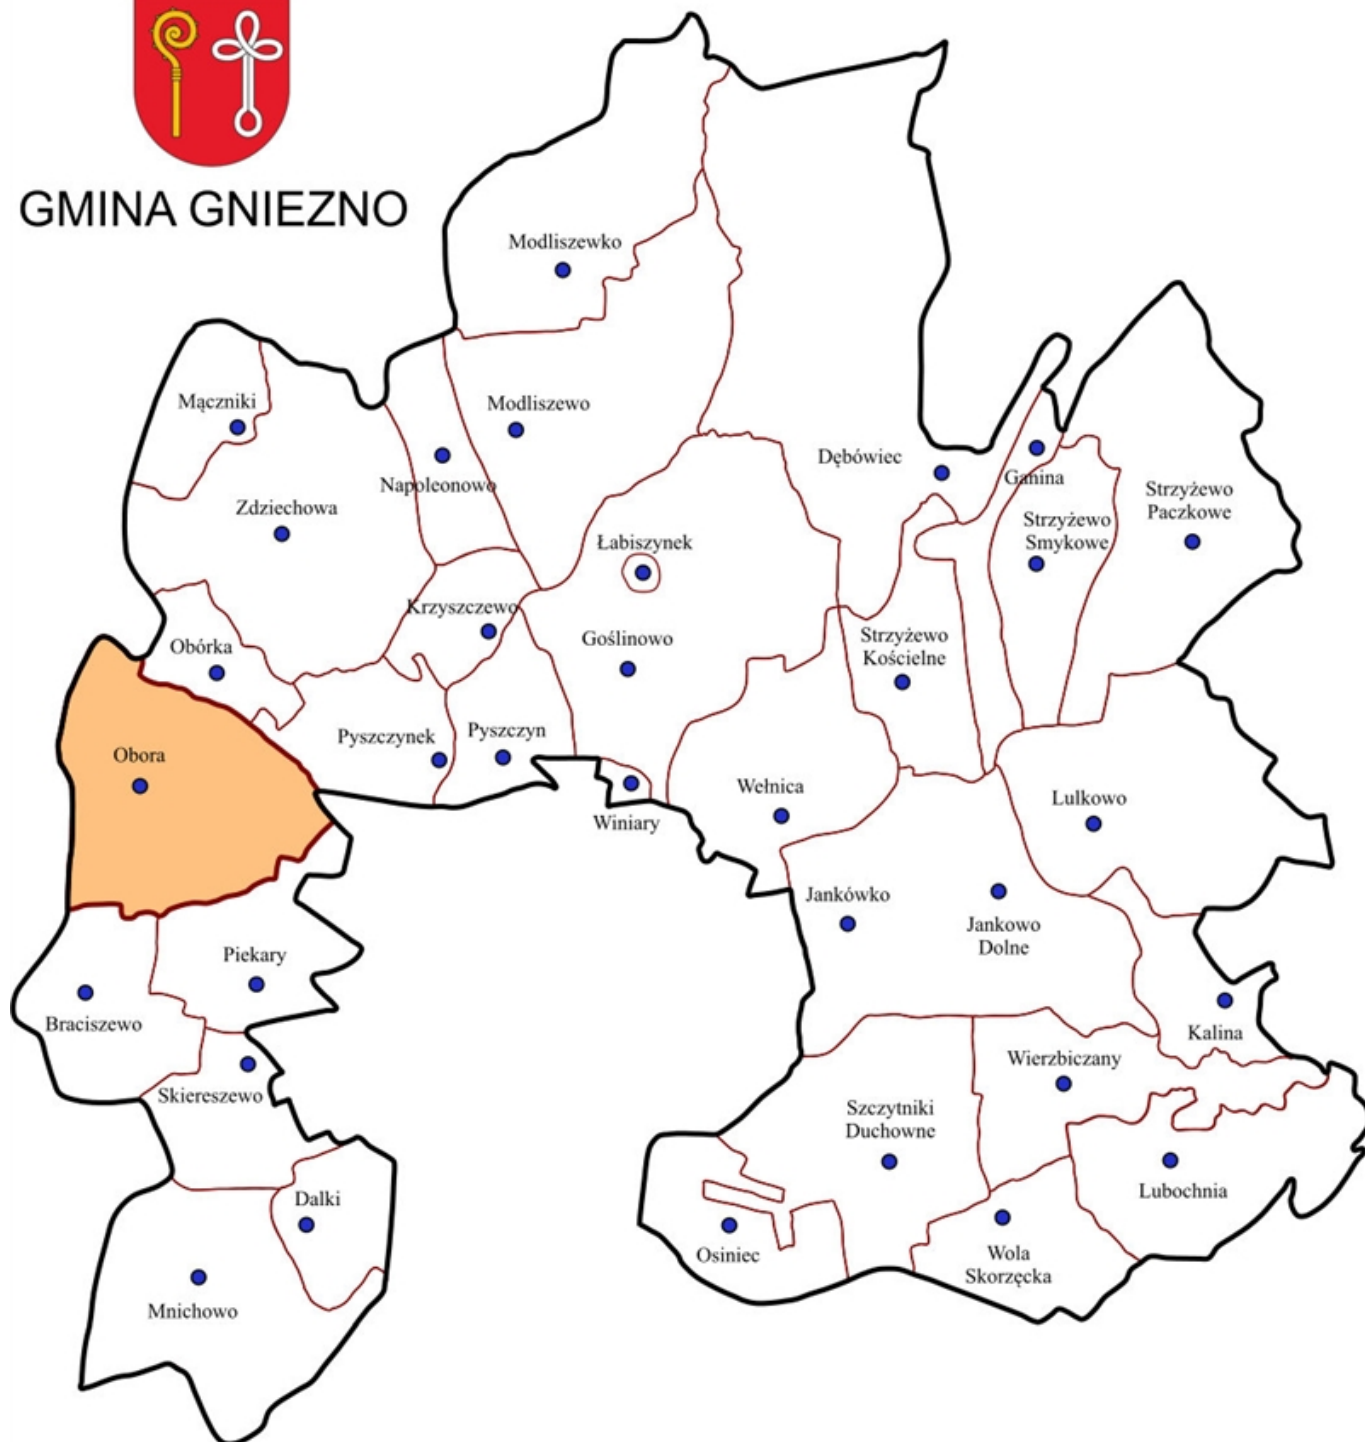 GMINA GNIEZNO
Modliszewko
Mączniki
Modliszewo
Napoleonowo
Dębówiec
Ganina
Strzyżewo
Paczkowe
Zdziechowa
Strzyżewo
Smykowe
Łabiszynek
Krzyszczewo
Goślinowo
Strzyżewo
Kościelne
Obórka
Pyszczynek
Pyszczyn
Obora
Wełnica
Lulkowo
Winiary
Jankówko
Jankowo
Dolne
Piekary
Braciszewo
Kalina
Wierzbiczany
Skiereszewo
Szczytniki
Duchowne
Lubochnia
Dalki
Osiniec
Wola
Skorzęcka
Mnichowo